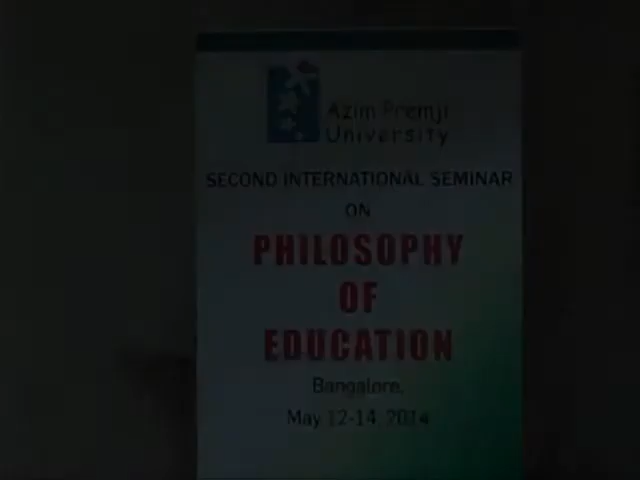 Azim Premji
University
SECOND INTERNATIONAL SEMINAR
ON
PHILOSOPHY
OF
EDUCATION
Bangalore,
May 12-14, 2014